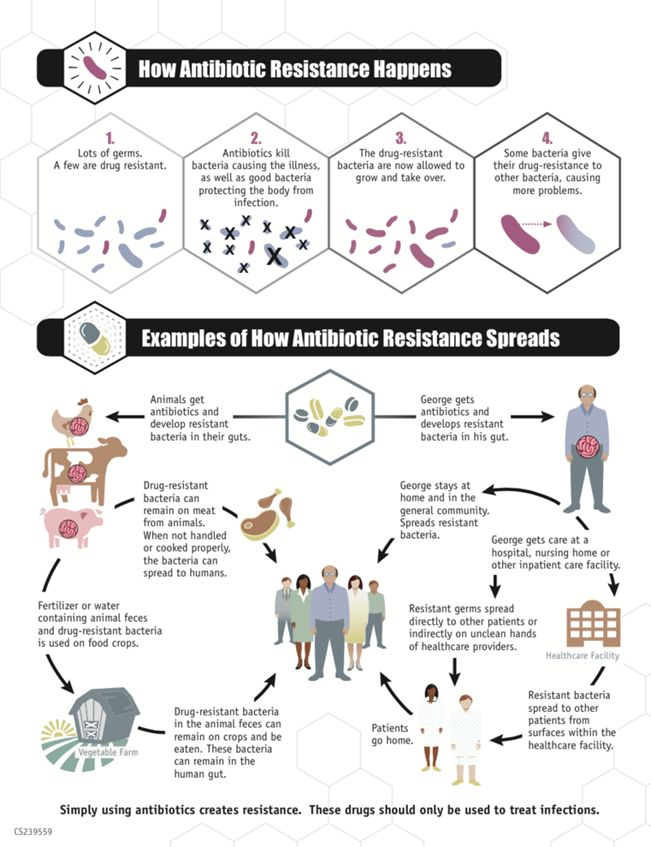 How Antibiotic Resistance Happens
1.
Lots of germs.
A few are drug resistant.
2.
Antibiotics kill
bacteria causing the illness,
as well as good bacteria
protecting the body from
infection.
3.
The drug-resistant
bacteria are now allowed to
grow and take over.
4.
Some bacteria give
their drug-resistance to
other bacteria, causing
more problems.
X
X
X
X
X
X
X
X
X
X
Examples of How Antibiotic Resistance Spreads
Animals get
antibiotics and
develop resistant
bacteria in their guts.
George gets
antibiotics and
develops resistant
bacteria in his gut.
Drug-resistant
bacteria can
remain on meat
from animals.
When not handled
or cooked properly,
the bacteria can
spread to humans.
George stays at
home and in the
general community.
Spreads resistant
bacteria.
George gets care at a
hospital, nursing home or
other inpatient care facility.
Fertilizer or water
containing animal feces
and drug-resistant bacteria
is used on food crops.
Resistant germs spread
directly to other patients or
indirectly on unclean hands
of healthcare providers.
Healthcare Facility
Vegetable Farm
Drug-resistant bacteria
in the animal feces can
remain on crops and be
eaten. These bacteria
can remain in the
human gut.
Patients
go home.
Resistant bacteria
spread to other
patients from
surfaces within the
healthcare facility.
Simply using antibiotics creates resistance. These drugs should only be used to treat infections.
CS239559